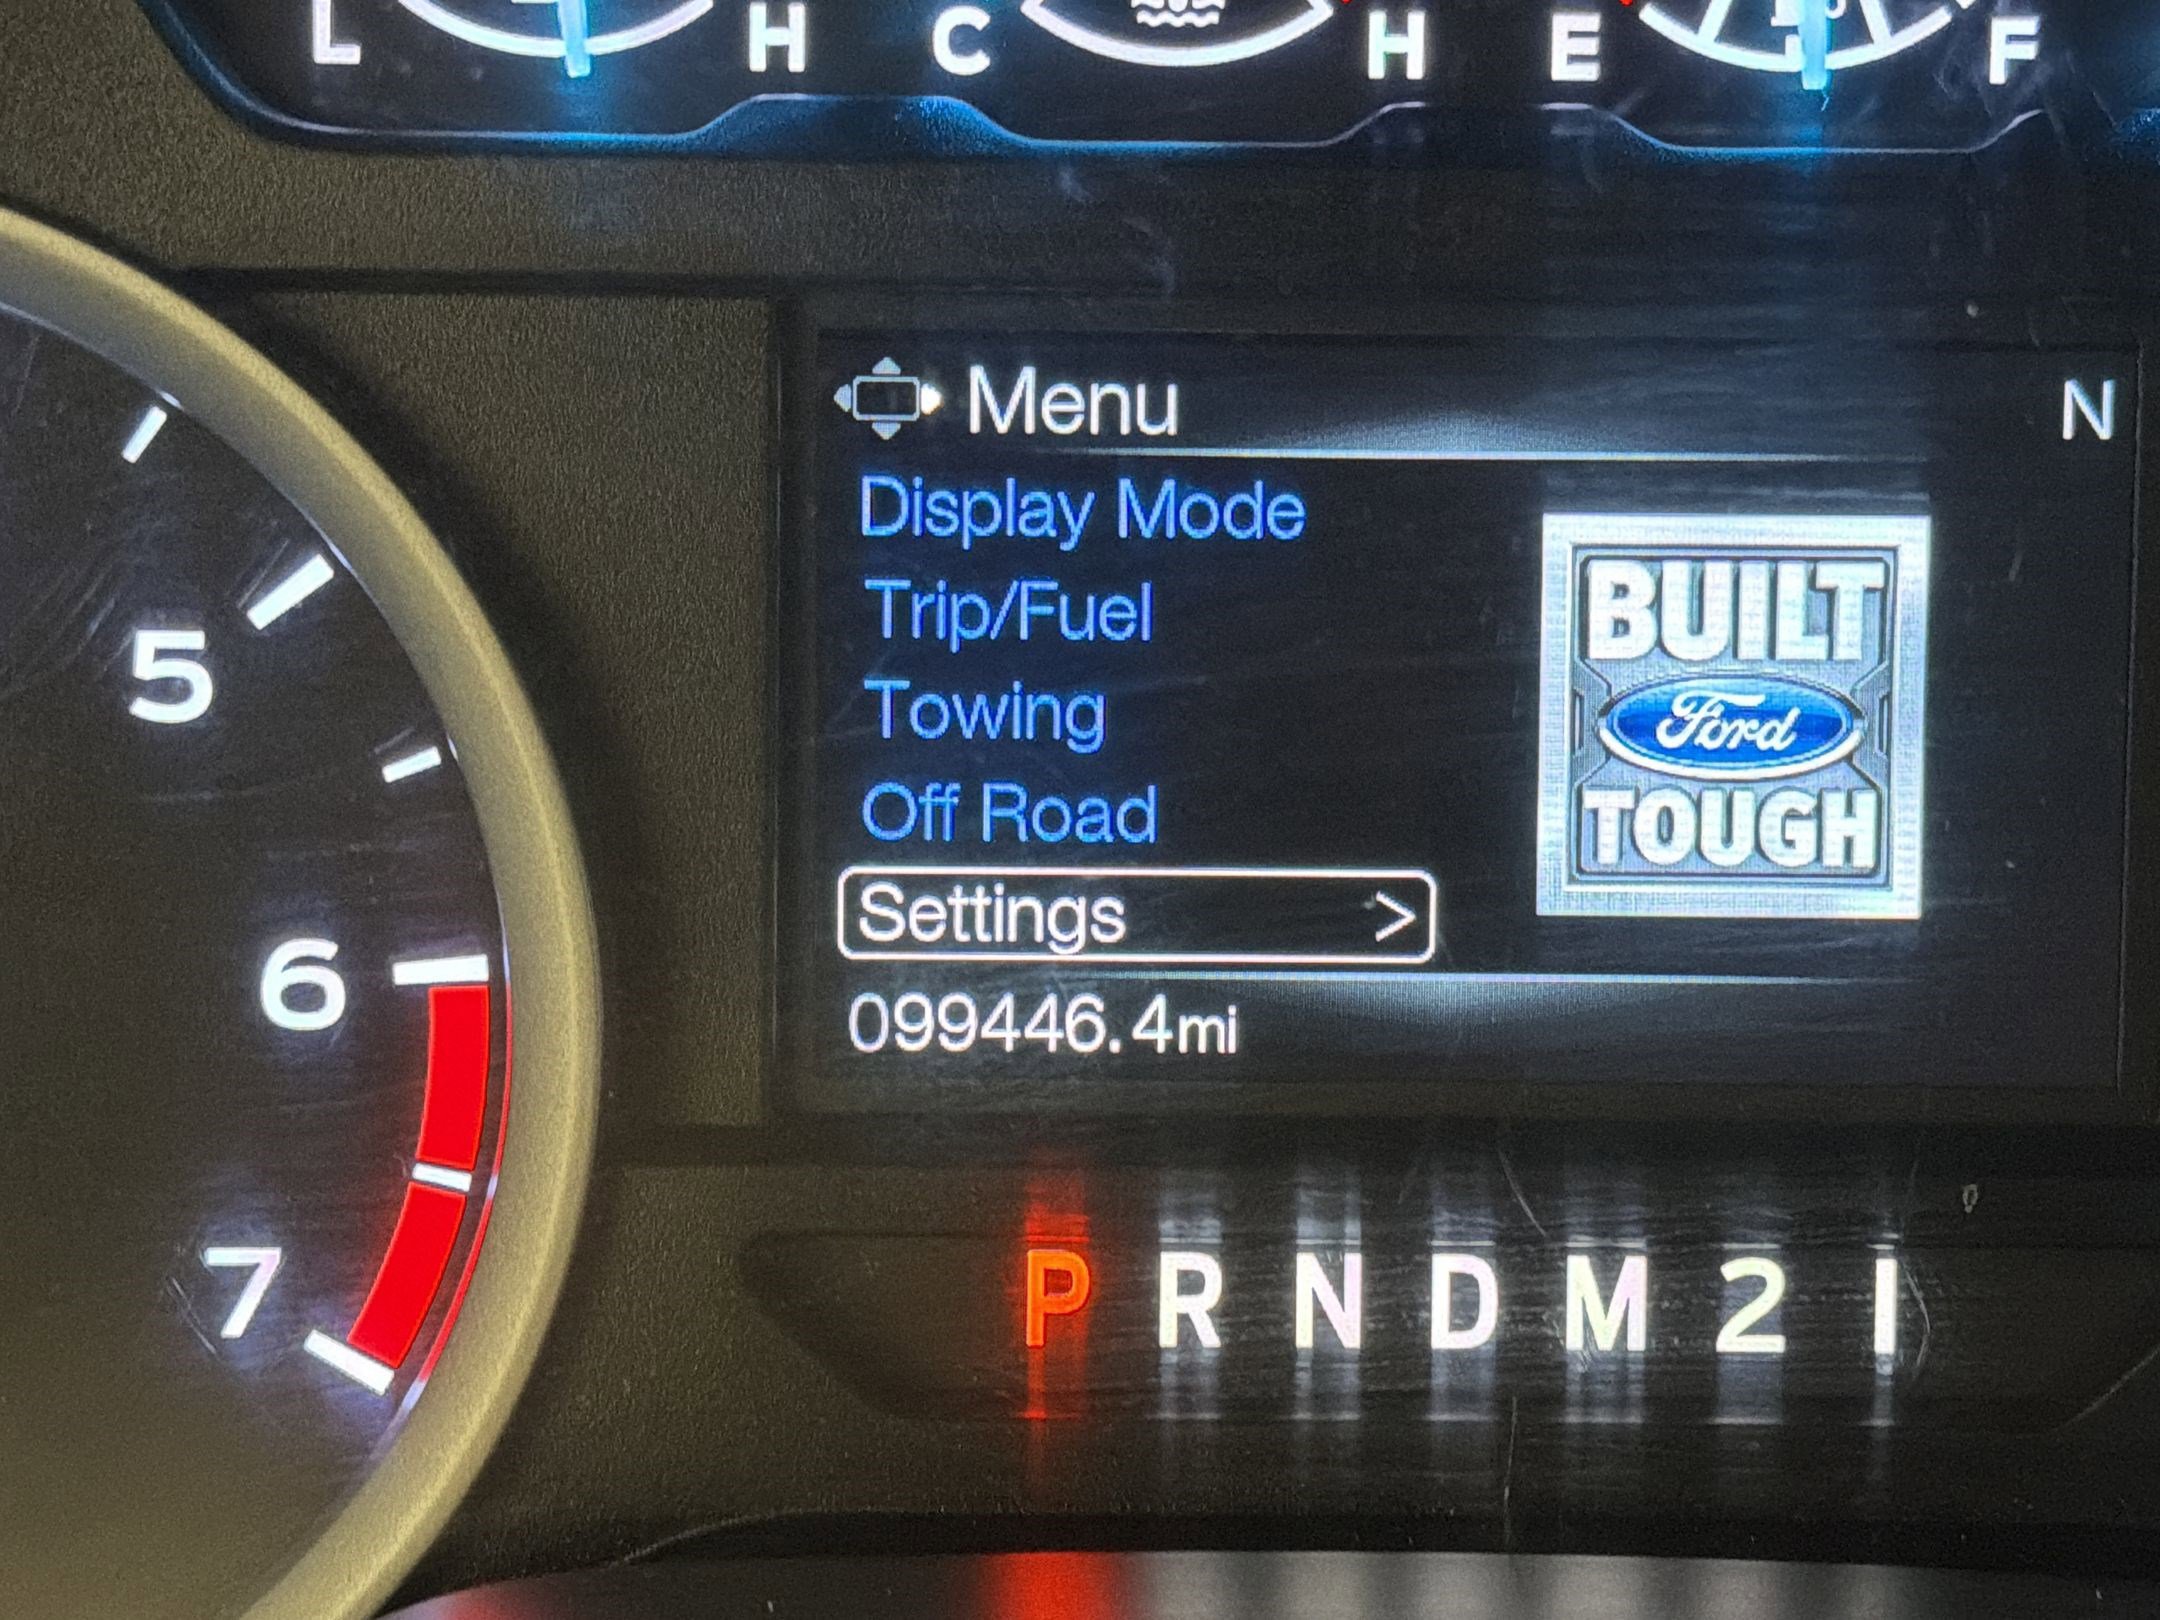 L H C H E F
Menu N
Display Mode
Trip/Fuel
Towing
Off Road
Settings >
099446.4mi
BUILT
Ford
TOUGH
5
6
7
P R N D M 2 1